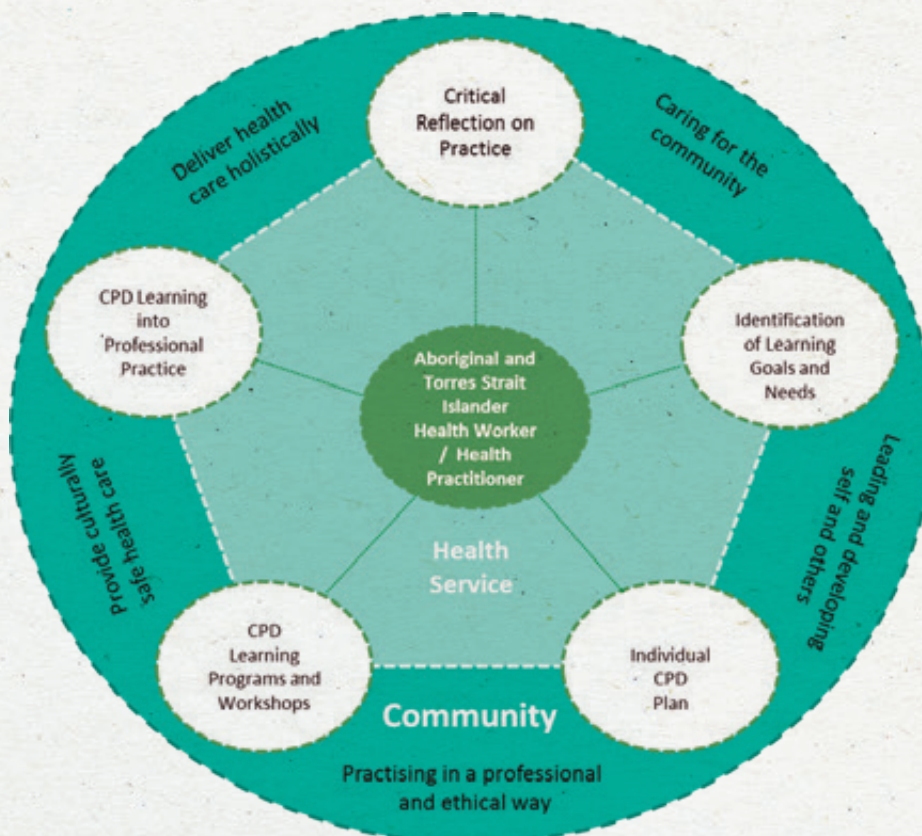 Critical
Reflection on
Practice
Deliver health
care holistically
Caring for the
community
CPD Learning
into
Professional
Practice
Identification
of Learning
Goals and
Needs
Aboriginal and
Torres Strait
Islander
Health Worker
/ Health
Practitioner
Provide culturally
safe health care
Leading and developing
self and others
Health
Service
CPD
Learning
Programs and
Workshops
Individual
CPD
Plan
Community
Practising in a professional
and ethical way